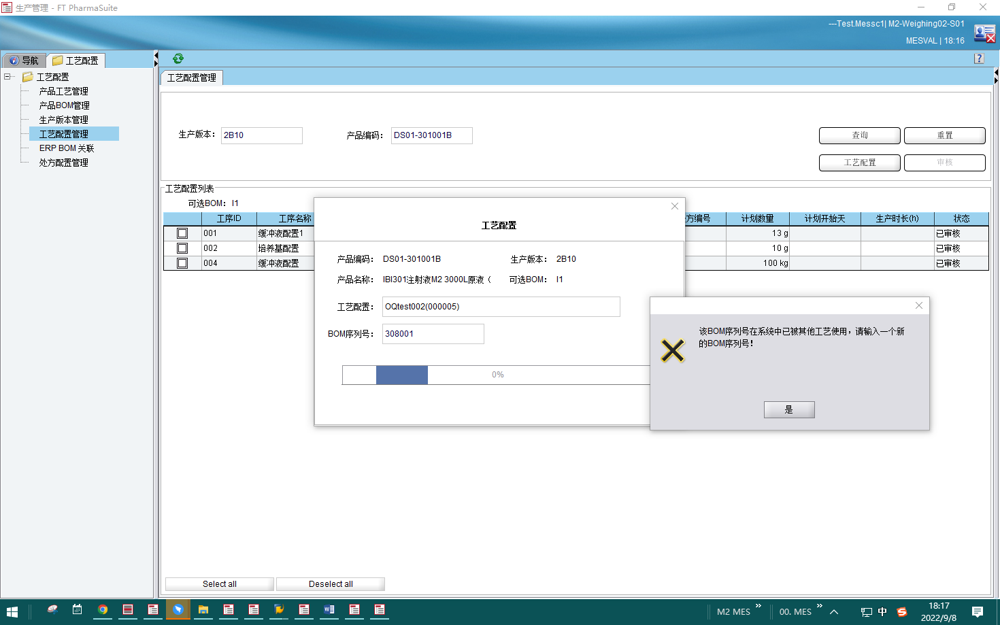 生产管理 - FT PharmaSuite
---Test.Messc1| M2-Weighing02-S01
MESVAL | 18:16
导航
工艺配置
工艺配置
产品工艺管理
产品BOM管理
生产版本管理
工艺配置管理
ERP BOM 关联
处方配置管理
工艺配置管理
生产版本: 2B10
产品编码: DS01-301001B
查询
重置
工艺配置
审核
工艺配置列表
可选BOM: I1
工序ID 工序名称 方编号 计划数量 计划开始天 生产时长(h) 状态
001 缓冲液配置1 13 g 已审核
002 培养基配置 10 g 已审核
004 缓冲液配置 100 kg 已审核
工艺配置
产品编码: DS01-301001B 生产版本: 2B10
产品名称: IBI301注射液M2 3000L原液 ( 可选BOM: I1
工艺配置: OQtest002(000005)
BOM序列号: 308001
0%
该BOM序列号在系统中已被其他工艺使用，请输入一个新
的BOM序列号!
是
Select all
Deselect all
M2 MES
00. MES
中
18:17
2022/9/8